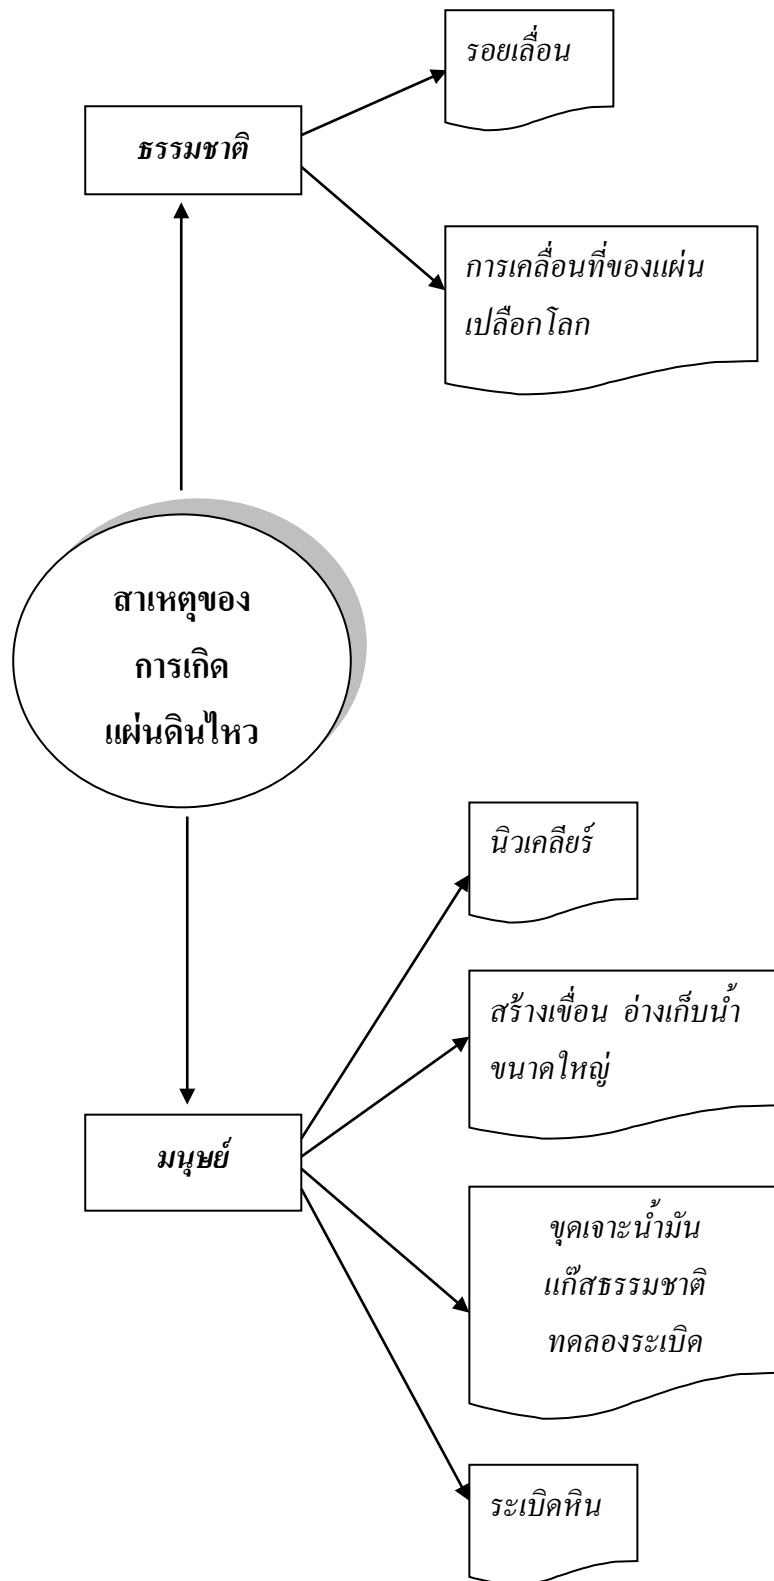 รอยเลื่อน
ธรรมชาติ
การเคลื่อนที่ของแผ่น
เปลือกโลก
สาเหตุของ
การเกิด
แผ่นดินไหว
นิวเคลียร์
สร้างเขื่อน อ่างเก็บน้ำ
ขนาดใหญ่
มนุษย์
ขุดเจาะน้ำมัน
แก๊สธรรมชาติ
ทดลองระเบิด
ระเบิดหิน